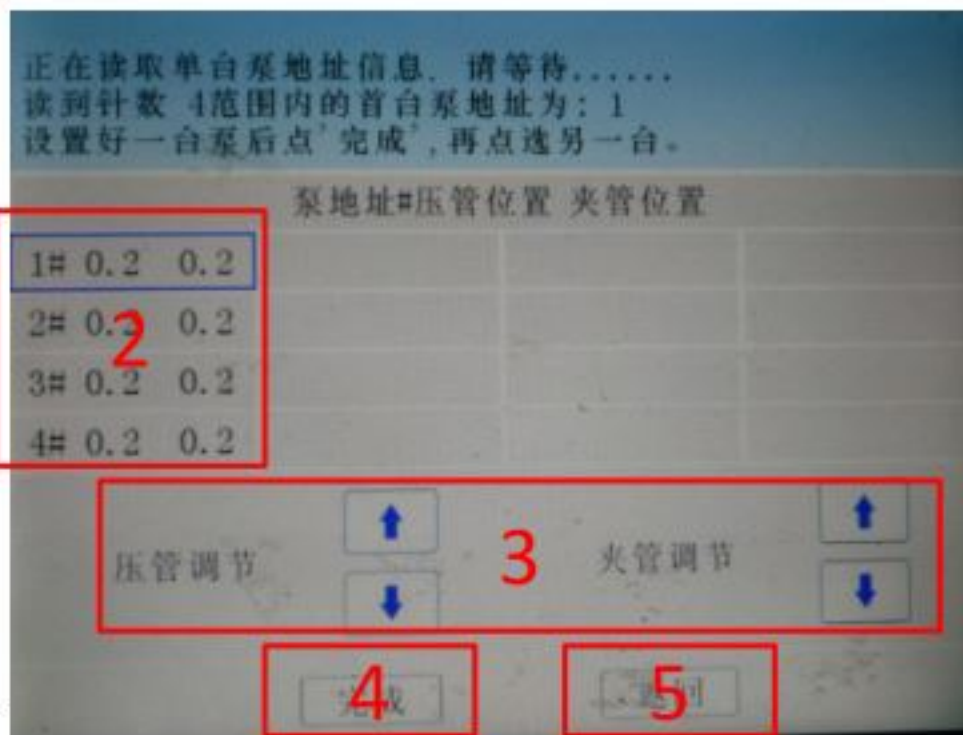 正在读取单台泵地址信息，请等待......
读到针数 4范围内的首台泵地址为: 1
设置好一台泵后点'完成',再点选另一台。
泵地址#压管位置 夹管位置
1# 0.2 0.2
2# 0.2 0.2
2
3# 0.2 0.2
4# 0.2 0.2
压管调节
3
夹管调节
完成
4
返回
5